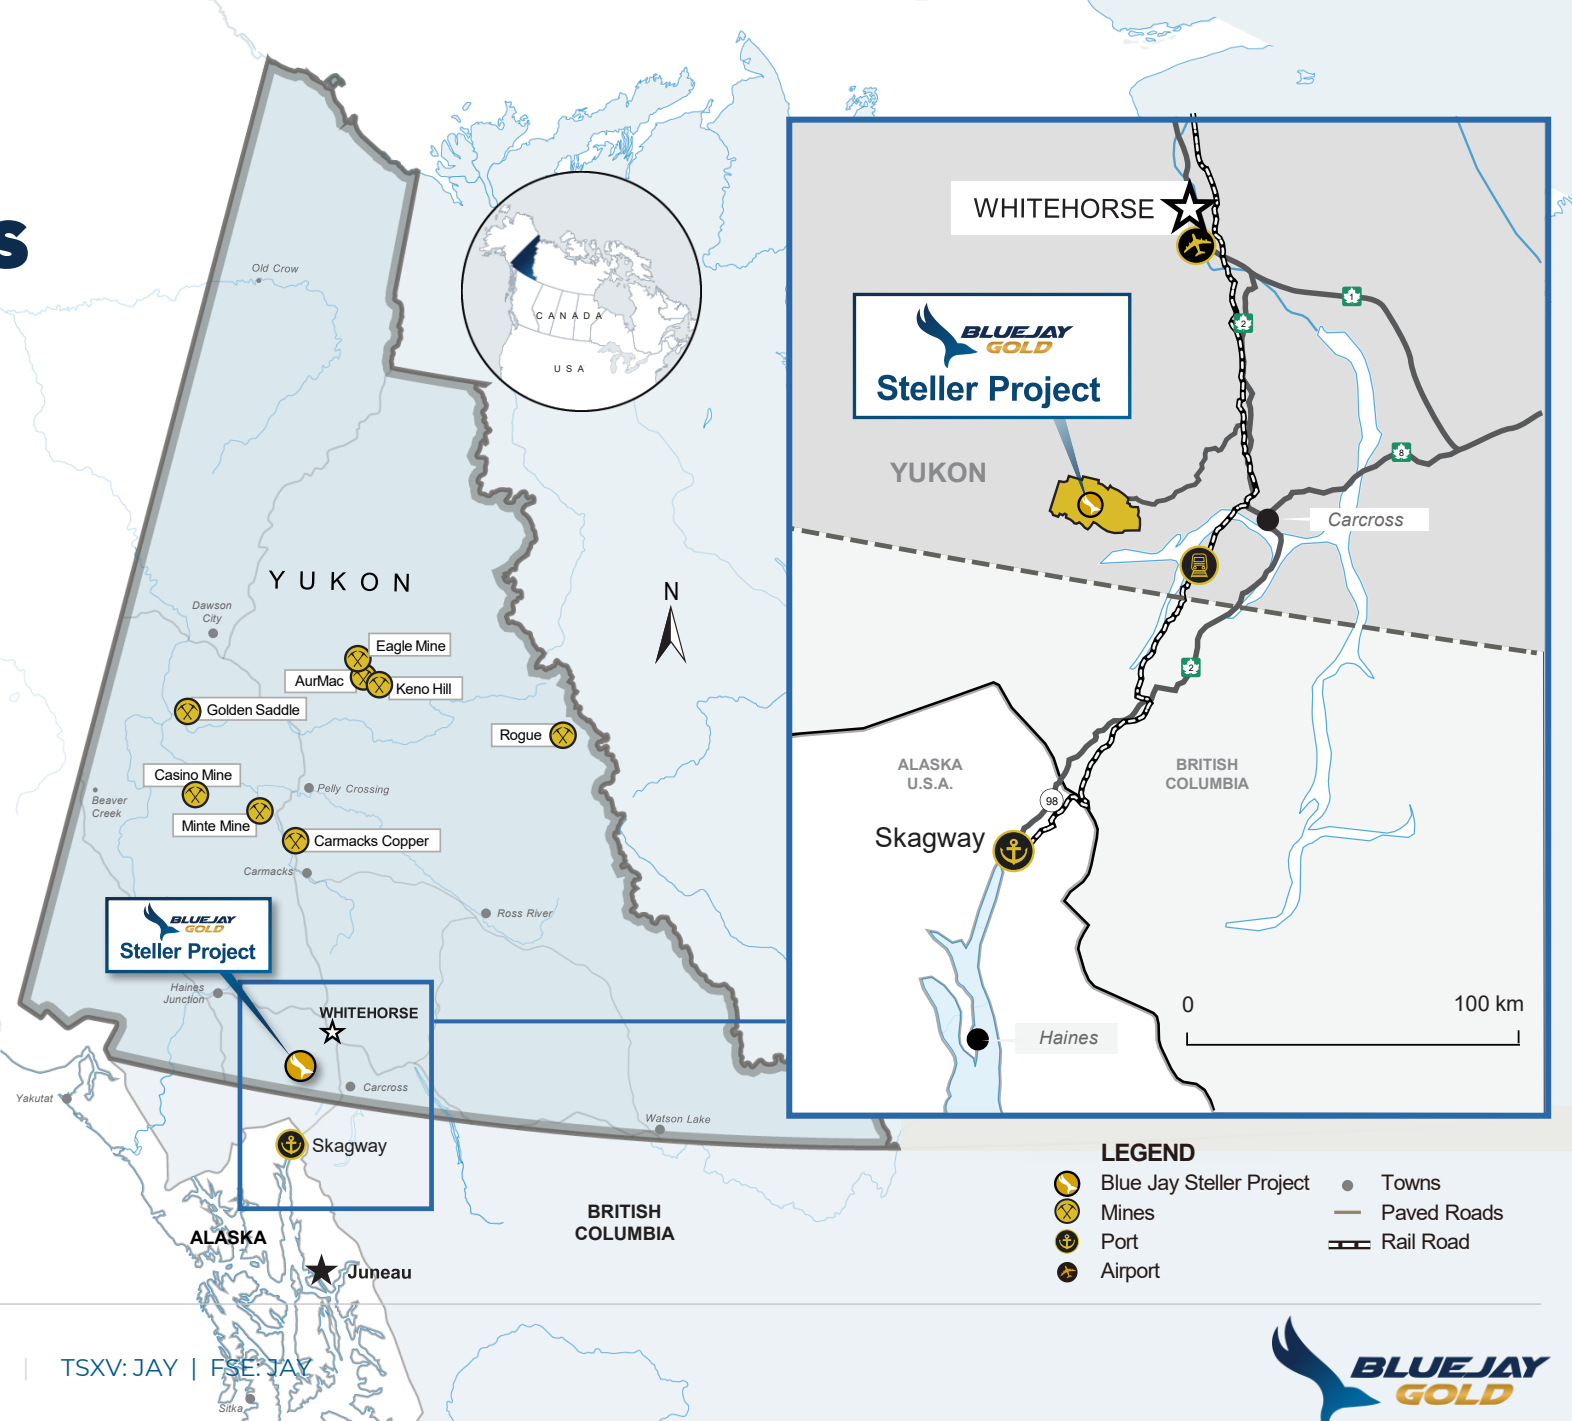 s
Old Crow
CANADA
USA
YUKON
N
Dawson
City
Eagle Mine
AurMac
Keno Hill
Golden Saddle
Rogue
Casino Mine
Beaver
Creek
Pelly Crossing
Minte Mine
Carmacks Copper
Carmacks
Ross River
BLUEJAY
GOLD
Steller Project
Haines
Junction
WHITEHORSE
Carcross
Yakutat
Watson Lake
Skagway
BRITISH
COLUMBIA
ALASKA
Juneau
Sitka
WHITEHORSE
1
2
BLUEJAY
GOLD
Steller Project
YUKON
8
Carcross
2
ALASKA
U.S.A.
BRITISH
COLUMBIA
98
Skagway
0 100 km
Haines
LEGEND
Blue Jay Steller Project
Mines
Port
Airport
Towns
Paved Roads
Rail Road
TSXV: JAY | FSE: JAY
BLUEJAY
GOLD